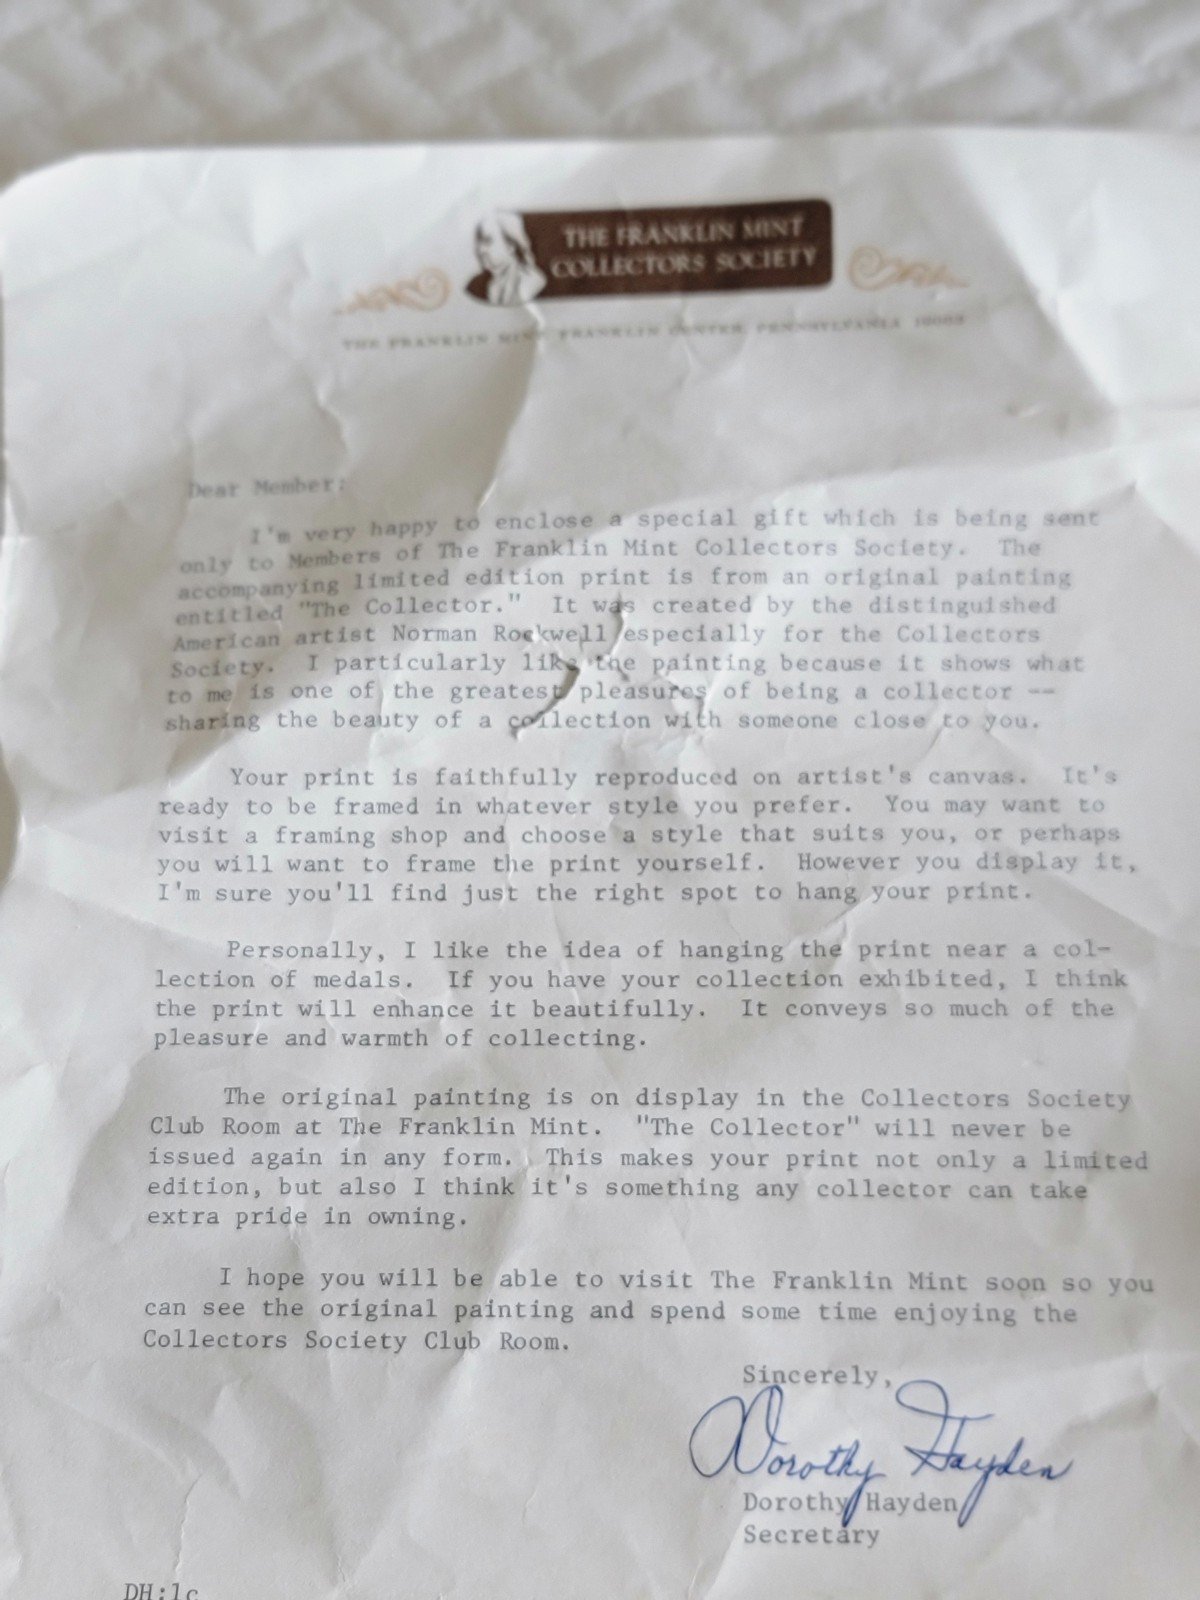 THE FRANKLIN MINT
COLLECTORS SOCIETY
THE FRANKLIN MINT FRANKLIN CENTER PENNSYLVANIA
Dear Member:
I'm very happy to enclose a special gift which is being sent
only to Members of The Franklin Mint Collectors Society. The
accompanying limited edition print is from an original painting
entitled "The Collector." It was created by the distinguished
American artist Norman Rockwell especially for the Collectors
Society. I particularly like the painting because it shows what
to me is one of the greatest pleasures of being a collector --
sharing the beauty of a collection with someone close to you.
Your print is faithfully reproduced on artist's canvas. It's
ready to be framed in whatever style you prefer. You may want to
visit a framing shop and choose a style that suits you, or perhaps
you will want to frame the print yourself. However you display it,
I'm sure you'll find just the right spot to hang your print.
Personally, I like the idea of hanging the print near a col-
lection of medals. If you have your collection exhibited, I think
the print will enhance it beautifully. It conveys so much of the
pleasure and warmth of collecting.
The original painting is on display in the Collectors Society
Club Room at The Franklin Mint. "The Collector" will never be
issued again in any form. This makes your print not only a limited
edition, but also I think it's something any collector can take
extra pride in owning.
I hope you will be able to visit The Franklin Mint soon so you
can see the original painting and spend some time enjoying the
Collectors Society Club Room.
Sincerely,
Dorothy Hayden
Dorothy Hayden
Secretary
DH:lc